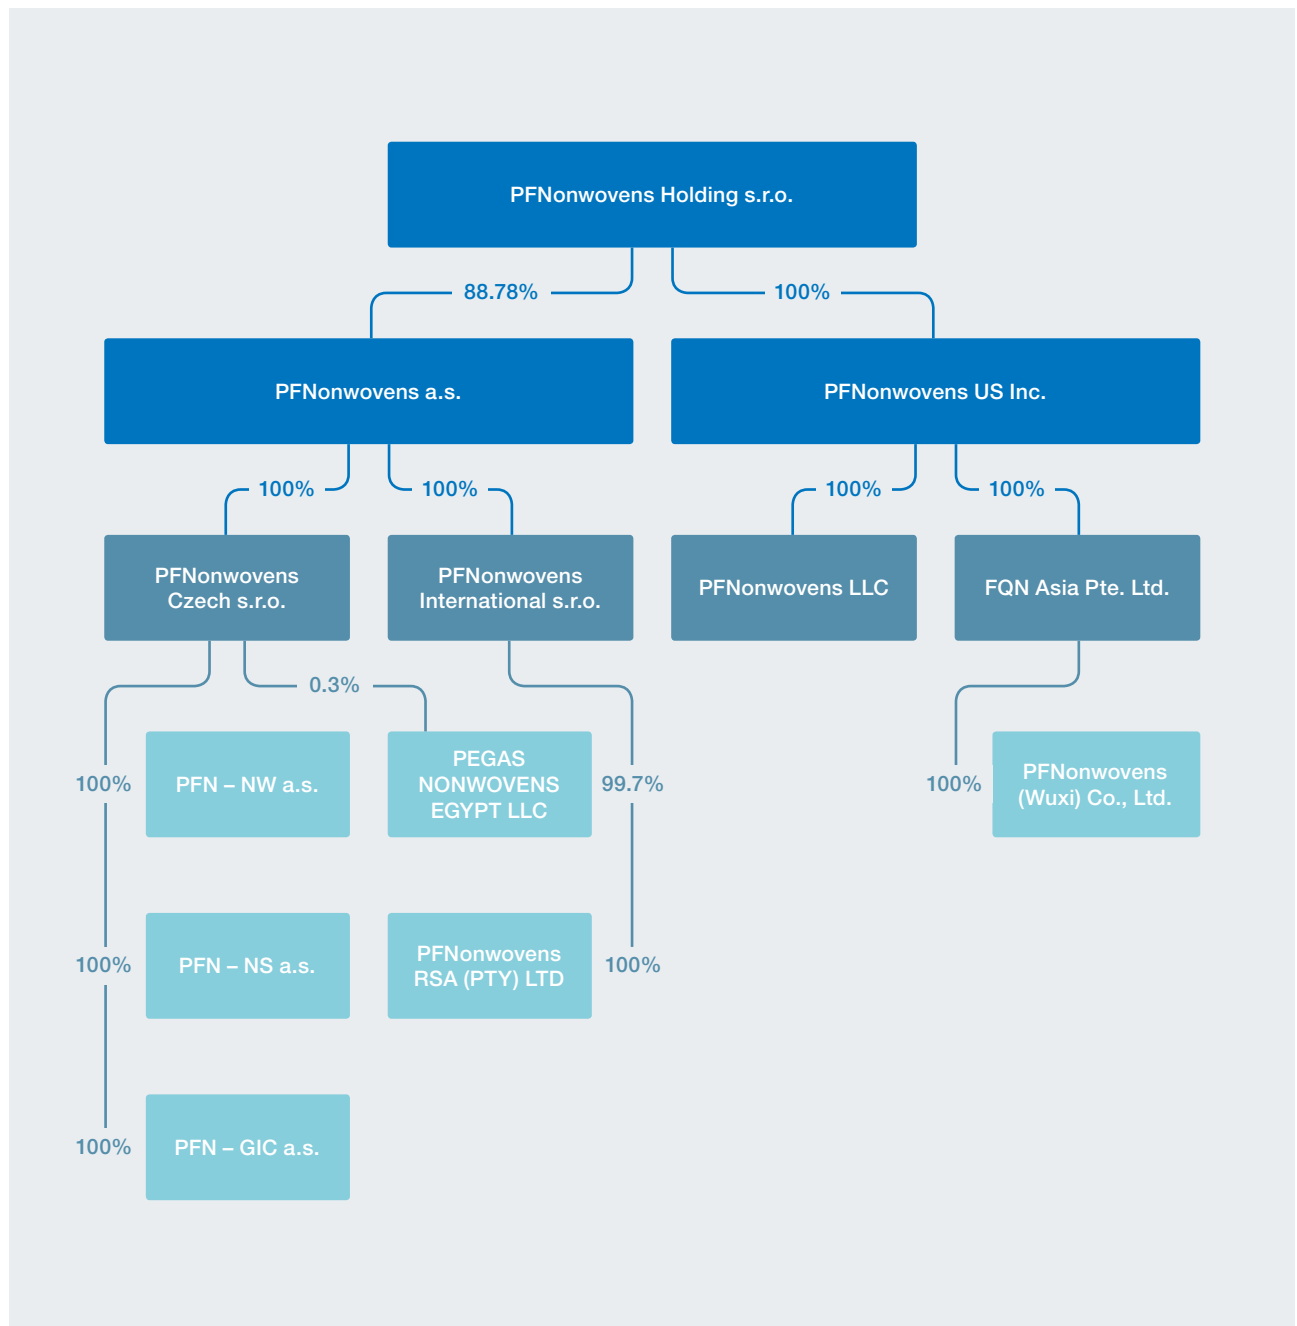 PFNonwovens Holding s.r.o.
88.78%
100%
PFNonwovens a.s.
PFNonwovens US Inc.
100%
100%
100%
100%
PFNonwovens
Czech s.r.o.
PFNonwovens
International s.r.o.
PFNonwovens LLC
FQN Asia Pte. Ltd.
0.3%
100%
PFN – NW a.s.
PEGAS
NONWOVENS
EGYPT LLC
99.7%
100%
PFNonwovens
(Wuxi) Co., Ltd.
100%
PFN – NS a.s.
PFNonwovens
RSA (PTY) LTD
100%
100%
PFN – GIC a.s.